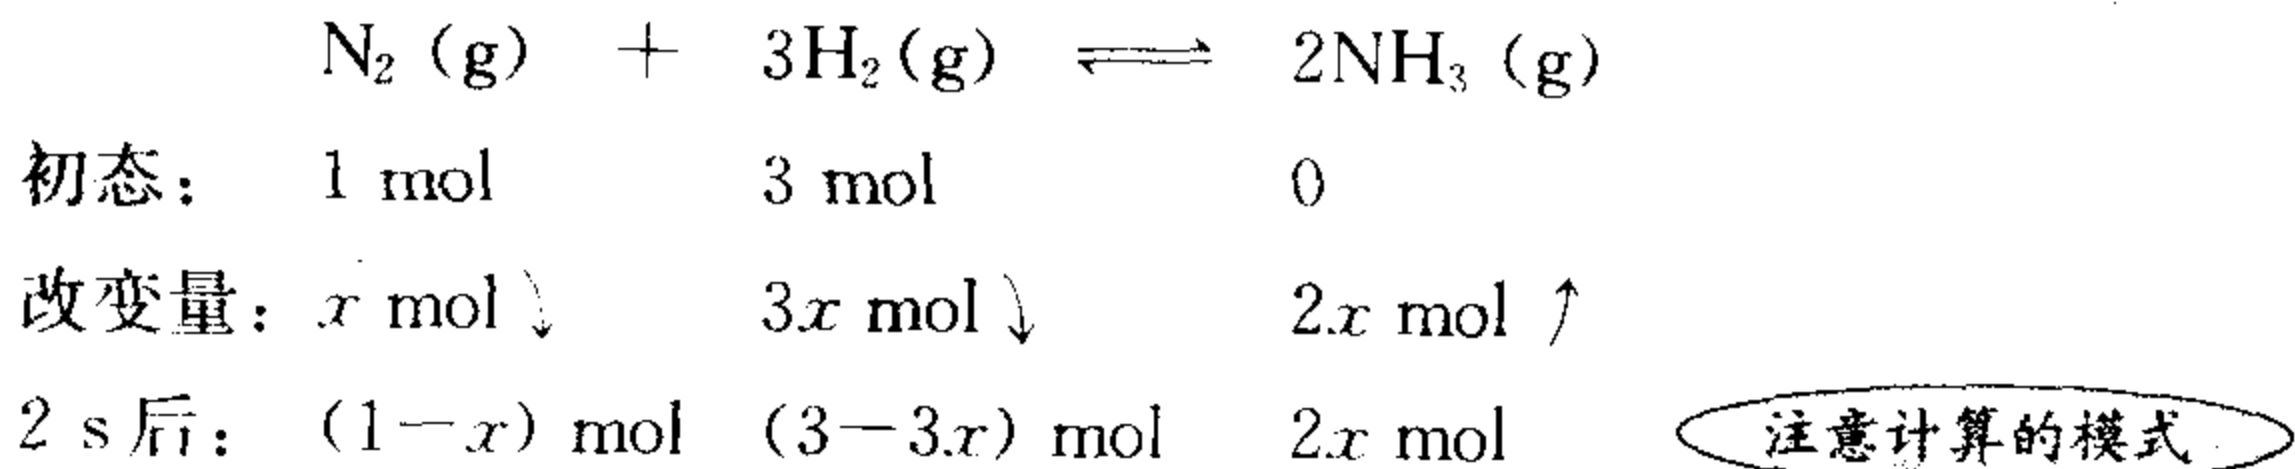 N₂ (g) + 3H₂(g) ⇌ 2NH₃ (g)
初态： 1 mol 3 mol 0
改变量： x mol↘ 3x mol↘ 2x mol ↗
2 s后： (1－x) mol (3－3x) mol 2x mol 注意计算的模式